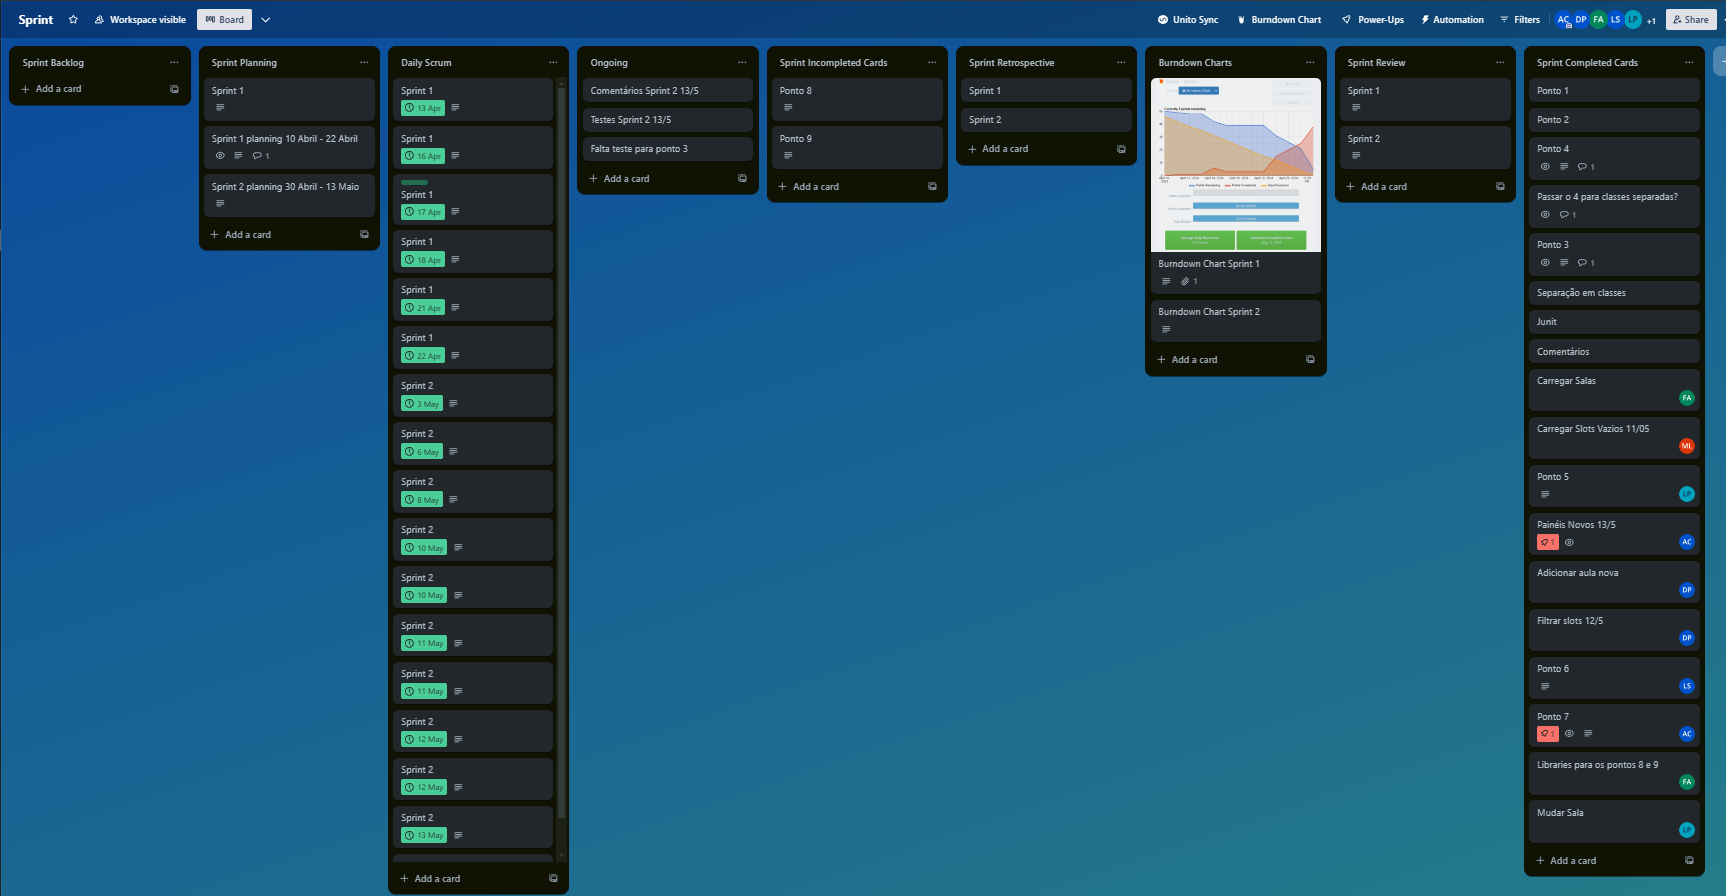 Sprint
Workspace visible
Board
Unito Sync
Burndown Chart
Power-Ups
Automation
Filters
AC
DP
FA
LS
LP
+1
Share
Sprint Backlog
Add a card
Sprint Planning
Sprint 1
Sprint 1 planning 10 Abril - 22 Abril
1
Sprint 2 planning 30 Abril - 13 Maio
Add a card
Daily Scrum
Sprint 1
13 Apr
Sprint 1
16 Apr
Sprint 1
17 Apr
Sprint 1
18 Apr
Sprint 1
21 Apr
Sprint 1
22 Apr
Sprint 2
3 May
Sprint 2
6 May
Sprint 2
8 May
Sprint 2
10 May
Sprint 2
10 May
Sprint 2
11 May
Sprint 2
11 May
Sprint 2
12 May
Sprint 2
12 May
Sprint 2
13 May
Add a card
Ongoing
Comentários Sprint 2 13/5
Testes Sprint 2 13/5
Falta teste para ponto 3
Add a card
Sprint Incompleted Cards
Ponto 8
Ponto 9
Add a card
Sprint Retrospective
Sprint 1
Sprint 2
Add a card
Burndown Charts
Burndown Chart Sprint 1
1
Burndown Chart Sprint 2
Add a card
Sprint Review
Sprint 1
Sprint 2
Add a card
Sprint Completed Cards
Ponto 1
Ponto 2
Ponto 4
1
Passar o 4 para classes separadas?
1
Ponto 3
1
Separação em classes
Junit
Comentários
Carregar Salas
FA
Carregar Slots Vazios 11/05
ML
Ponto 5
LP
Painéis Novos 13/5
1
AC
Adicionar aula nova
DP
Filtrar slots 12/5
DP
Ponto 6
LS
Ponto 7
1
AC
Libraries para os pontos 8 e 9
FA
Mudar Sala
LP
Add a card